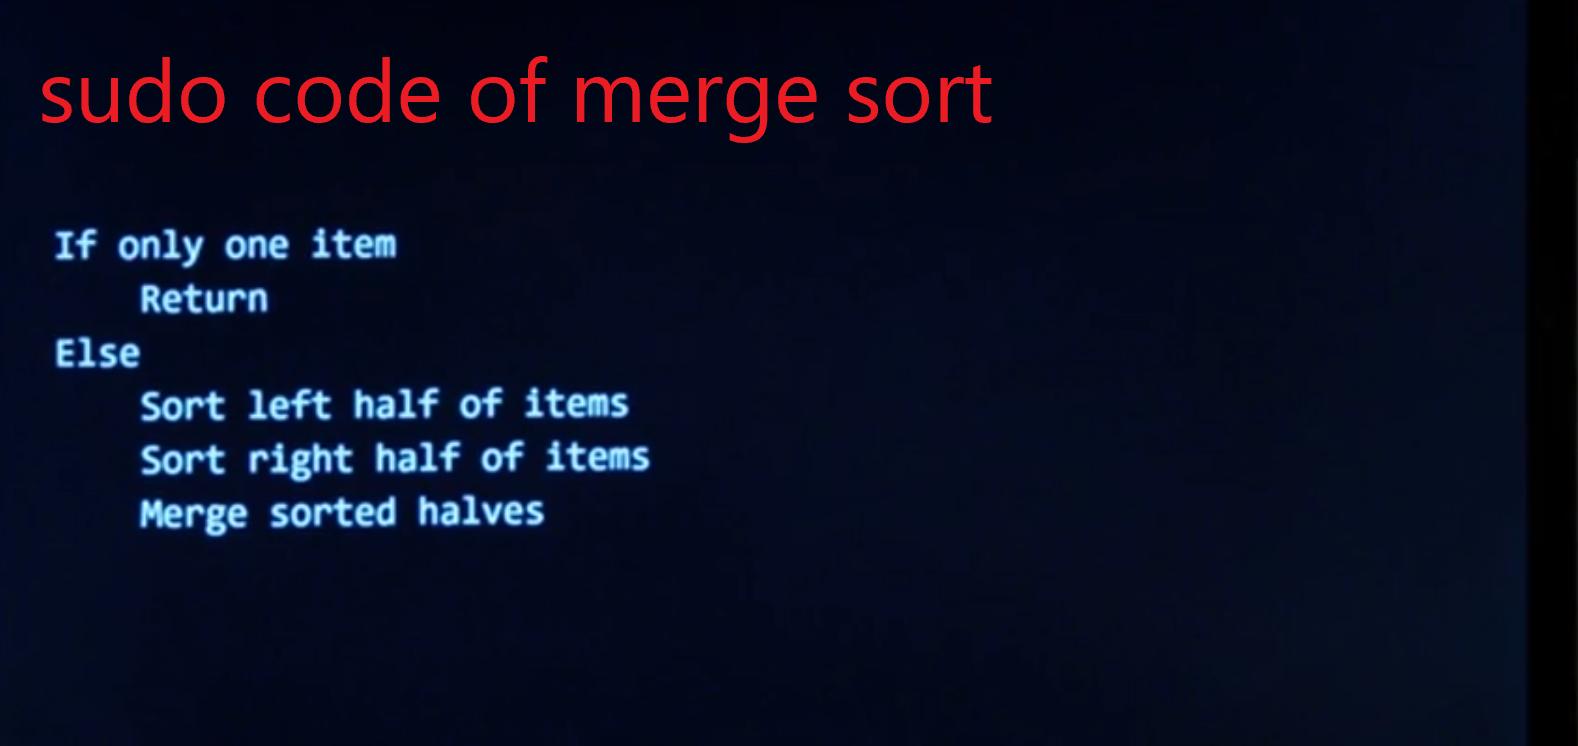 sudo code of merge sort
If only one item
Return
Else
Sort left half of items
Sort right half of items
Merge sorted halves